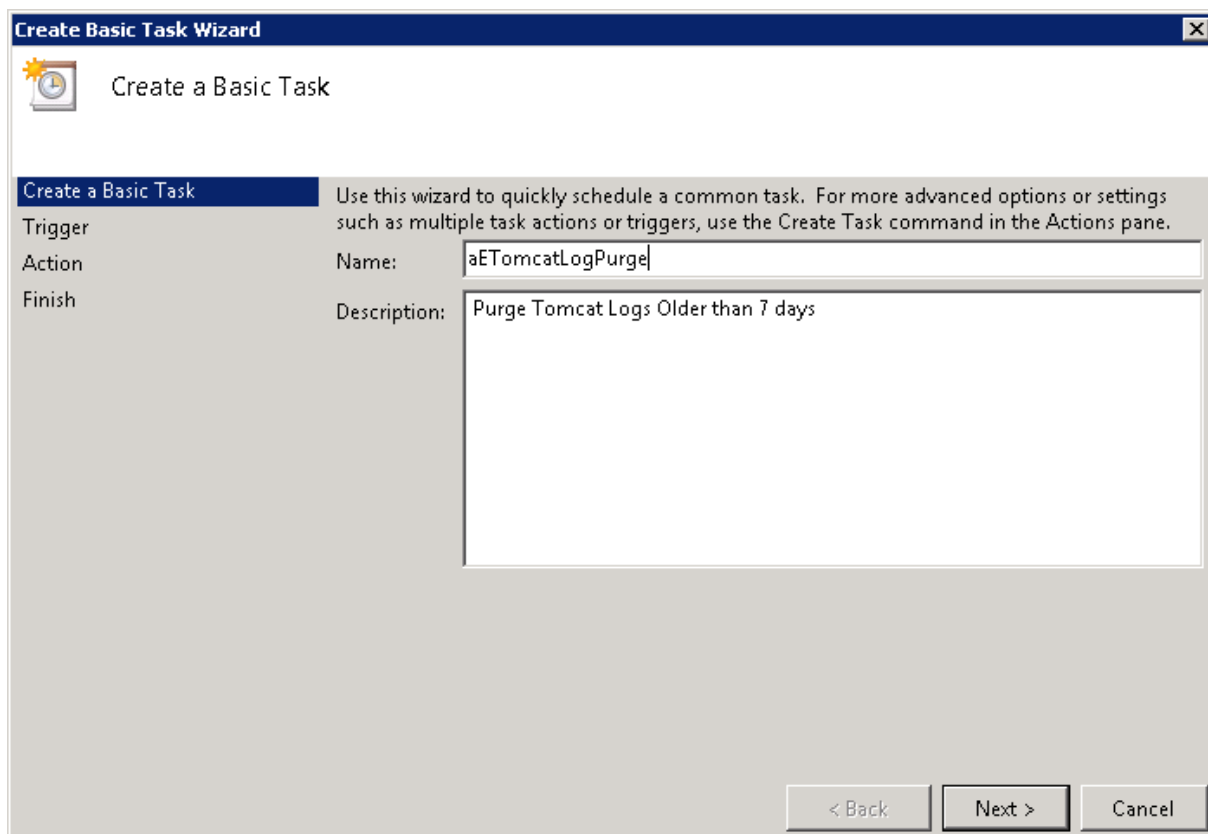 Create Basic Task Wizard
Create a Basic Task
Create a Basic Task
Trigger
Action
Finish
Use this wizard to quickly schedule a common task. For more advanced options or settings
such as multiple task actions or triggers, use the Create Task command in the Actions pane.
Name: aETomcatLogPurge
Description: Purge Tomcat Logs Older than 7 days
< Back Next > Cancel